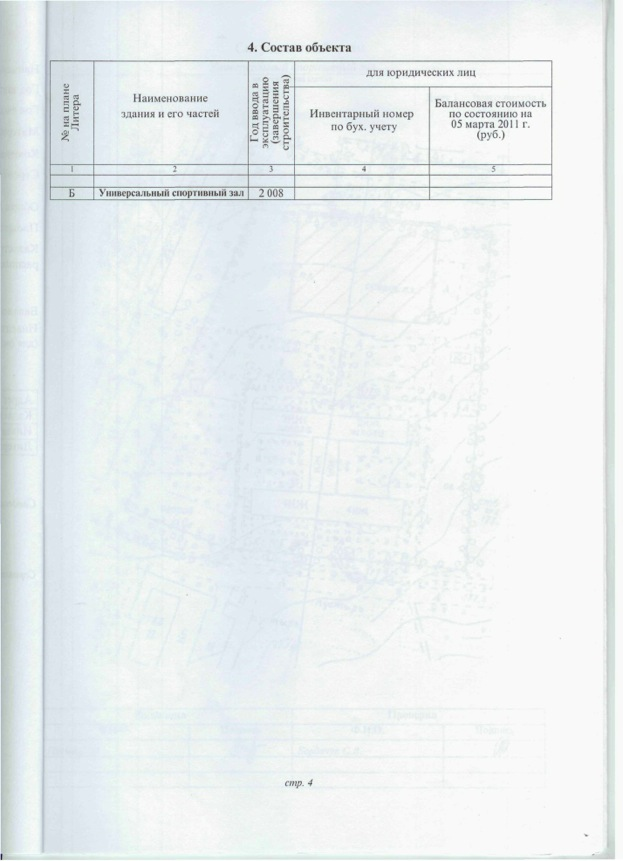 4. Состав объекта
№ на плане
Литера
Наименование
здания и его частей
Год ввода в
эксплуатацию
(завершения
строительства)
для юридических лиц
Инвентарный номер
по бух. учету
Балансовая стоимость
по состоянию на
05 марта 2011 г.
(руб.)
1 2 3 4 5
Б Универсальный спортивный зал 2 008
стр. 4